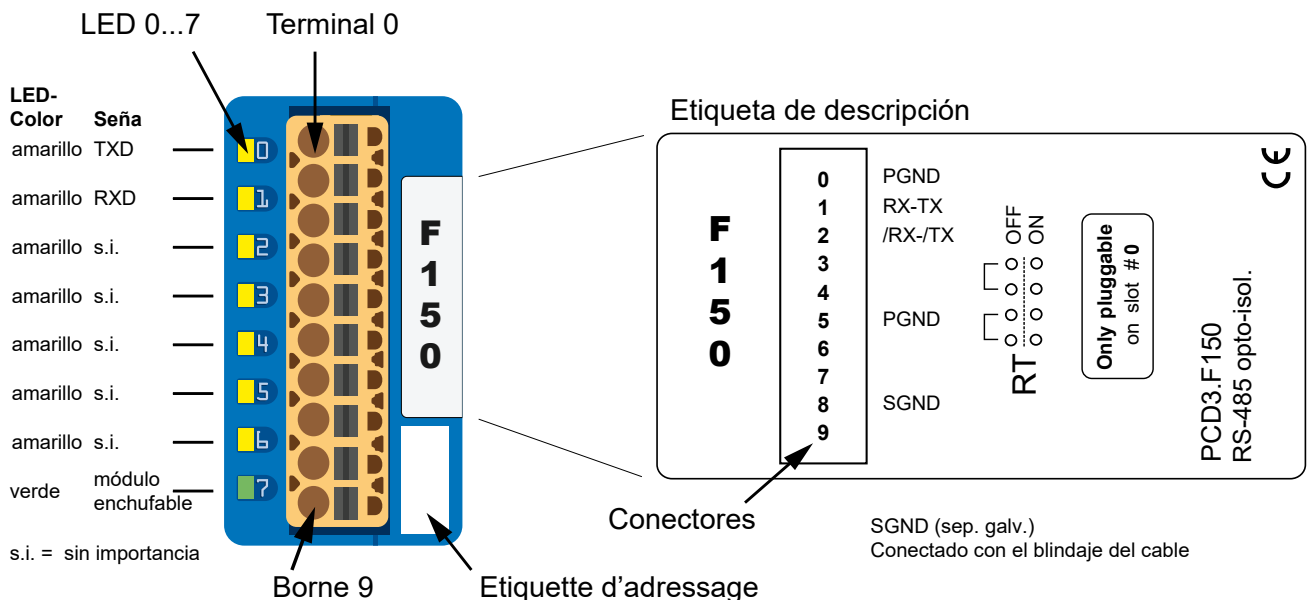 LED 0...7
Terminal 0
LED-
Color Seña
amarillo TXD
amarillo RXD
amarillo s.i.
amarillo s.i.
amarillo s.i.
amarillo s.i.
amarillo s.i.
verde módulo
enchufable
s.i. = sin importancia
0
1
2
3
4
5
6
7
F
1
5
0
Borne 9
Etiquette d’adressage
Etiqueta de descripción
F
1
5
0
0 PGND
1 RX-TX
2 /RX-/TX
3
4
5 PGND
6
7
8 SGND
9
Conectores
OFF
ON
RT
Only pluggable
on slot # 0
PCD3.F150
RS-485 opto-isol.
CE
SGND (sep. galv.)
Conectado con el blindaje del cable